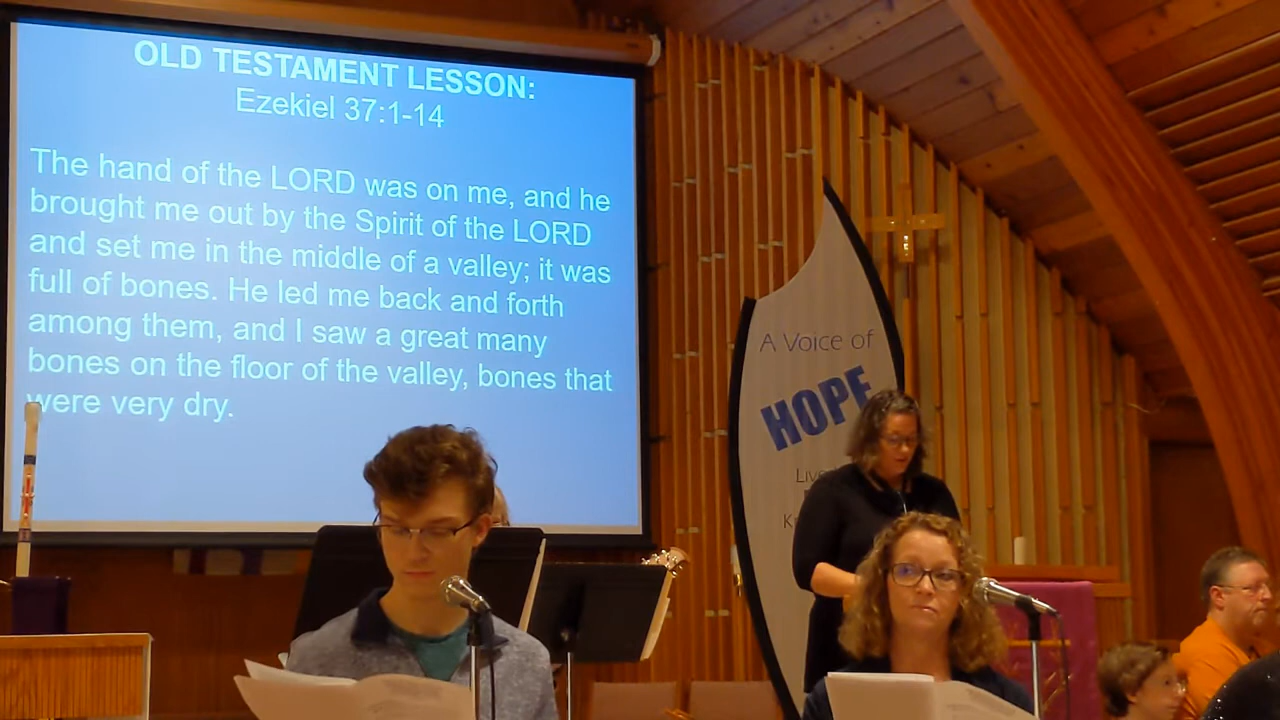 OLD TESTAMENT LESSON:
Ezekiel 37:1-14
The hand of the LORD was on me, and he
brought me out by the Spirit of the LORD
and set me in the middle of a valley; it was
full of bones. He led me back and forth
among them, and I saw a great many
bones on the floor of the valley, bones that
were very dry.
A Voice of
HOPE